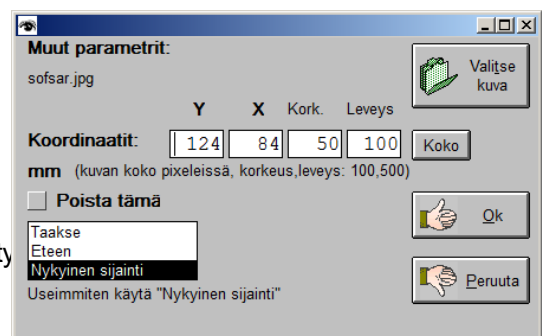 Muut parametrit:
sofsar.jpg
Valitse
kuva
Y X Kork. Leveys
Koordinaatit: 124 84 50 100 Koko
mm (kuvan koko pixeleissä, korkeus,leveys: 100,500)
Poista tämä
Taakse
Eteen
Nykyinen sijainti
Useimmiten käytä "Nykyinen sijainti"
Ok
Peruuta